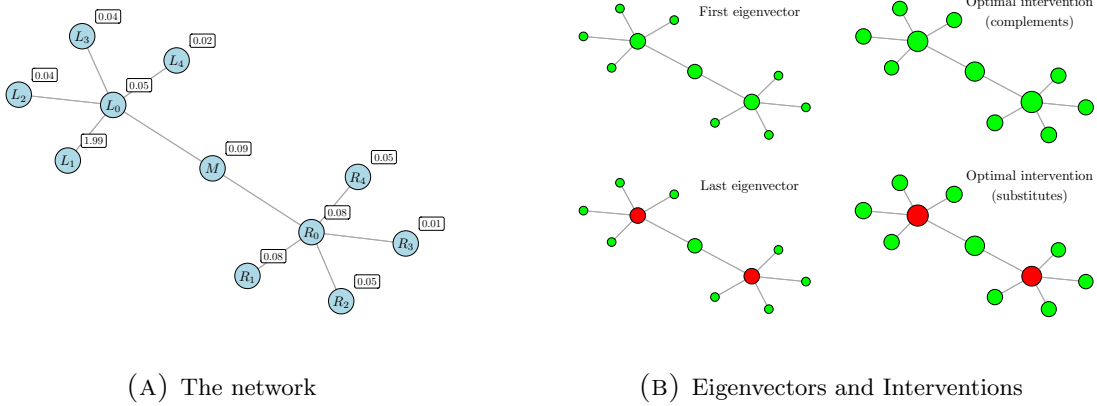 0.04
L3
0.02
L4
0.04
L2
0.05
L0
1.99
L1
0.09
M
0.05
R4
0.08
R0
0.01
R3
0.08
R1
0.05
R2
(A) The network
First eigenvector
Optimal intervention
(complements)
Last eigenvector
Optimal intervention
(substitutes)
(B) Eigenvectors and Interventions